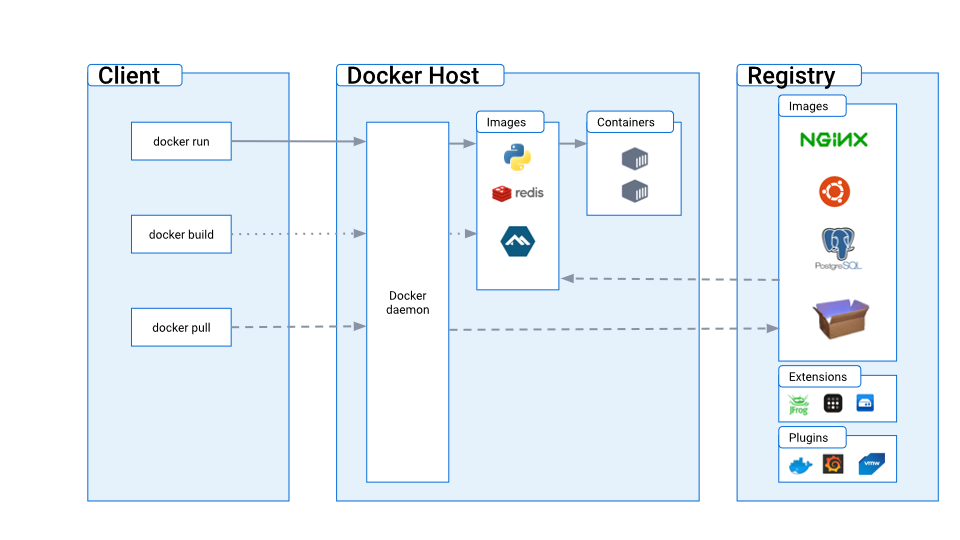 Client
docker run
docker build
docker pull
Docker Host
Docker
daemon
Images
redis
Containers
Registry
Images
NGINX
PostgreSQL
Extensions
JFrog
Plugins
vmw